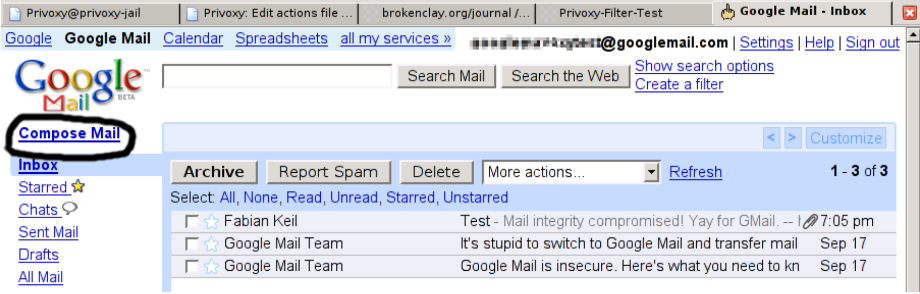 Privoxy@privoxy-jail Privoxy: Edit actions file ... brokenclay.org/journal /... Privoxy-Filter-Test Google Mail - Inbox
Google Google Mail Calendar Spreadsheets all my services » @googlemail.com | Settings | Help | Sign out
Google™ Mail BETA
Search Mail Search the Web Show search options
Create a filter
Compose Mail
< > Customize
Inbox
Archive Report Spam Delete More actions... Refresh 1 - 3 of 3
Starred
Select: All, None, Read, Unread, Starred, Unstarred
Chats
Fabian Keil Test - Mail integrity compromised! Yay for GMail. -- 7:05 pm
Sent Mail
Google Mail Team It's stupid to switch to Google Mail and transfer mail Sep 17
Drafts
Google Mail Team Google Mail is insecure. Here's what you need to kn Sep 17
All Mail